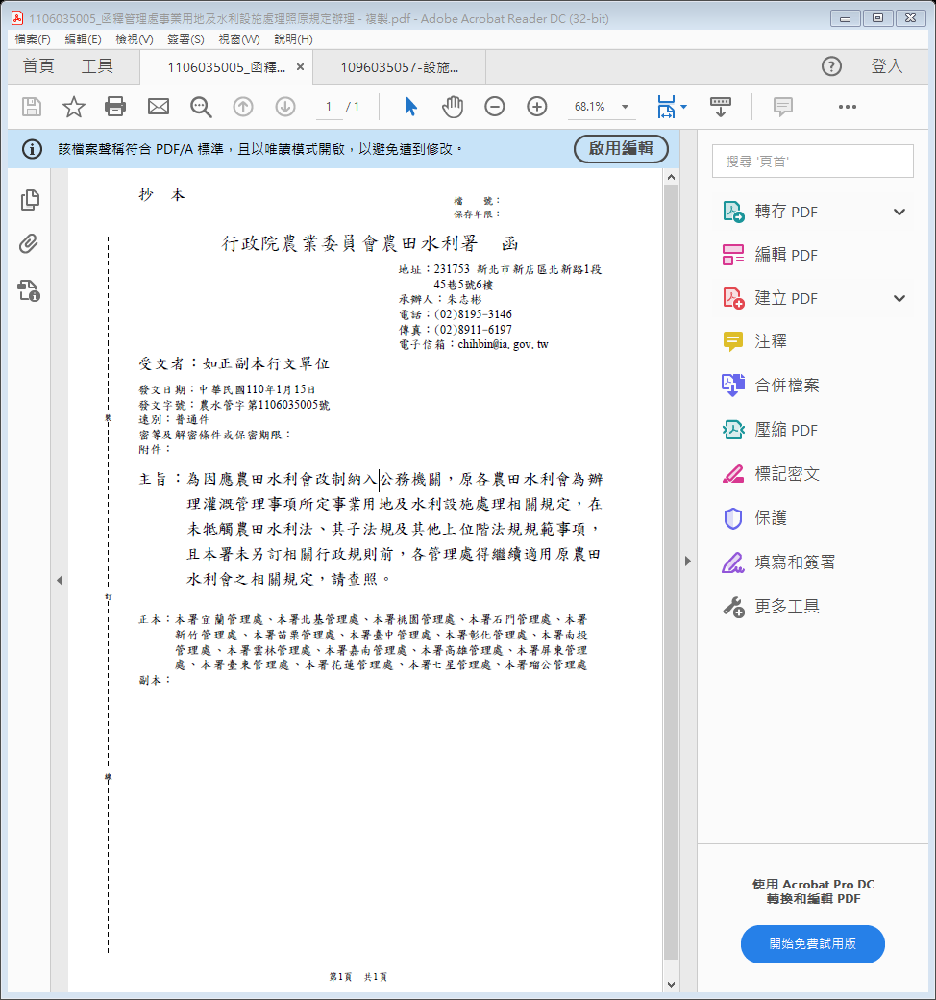 1106035005_函釋管理處事業用地及水利設施處理照原規定辦理 - 複製.pdf - Adobe Acrobat Reader DC (32-bit)
檔案(F) 編輯(E) 檢視(V) 簽署(S) 視窗(W) 說明(H)
首頁 工具 1106035005_函釋... × 1096035057-設施... 登入
1 / 1 68.1%
該檔案聲稱符合 PDF/A 標準，且以唯讀模式開啟，以避免遭到修改。 啟用編輯
抄 本
檔 號：
保存年限：
行政院農業委員會農田水利署 函
地址：231753 新北市新店區北新路1段
45巷5號6樓
承辦人：朱志彬
電話：(02)8195-3146
傳真：(02)8911-6197
電子信箱：chihbin@ia.gov.tw
受文者：如正副本行文單位
發文日期：中華民國110年1月15日
發文字號：農水管字第1106035005號
速別：普通件
密等及解密條件或保密期限：
附件：
主旨：為因應農田水利會改制納入公務機關，原各農田水利會為辦
理灌溉管理事項所定事業用地及水利設施處理相關規定，在
未牴觸農田水利法、其子法規及其他上位階法規規範事項，
且本署未另訂相關行政規則前，各管理處得繼續適用原農田
水利會之相關規定，請查照。
正本：本署宜蘭管理處、本署北基管理處、本署桃園管理處、本署石門管理處、本署
新竹管理處、本署苗栗管理處、本署臺中管理處、本署彰化管理處、本署南投
管理處、本署雲林管理處、本署嘉南管理處、本署高雄管理處、本署屏東管理
處、本署臺東管理處、本署花蓮管理處、本署七星管理處、本署瑠公管理處
副本：
裝
訂
線
第1頁 共1頁
搜尋 '頁首'
轉存 PDF
編輯 PDF
建立 PDF
注釋
合併檔案
壓縮 PDF
標記密文
保護
填寫和簽署
更多工具
使用 Acrobat Pro DC
轉換和編輯 PDF
開始免費試用版